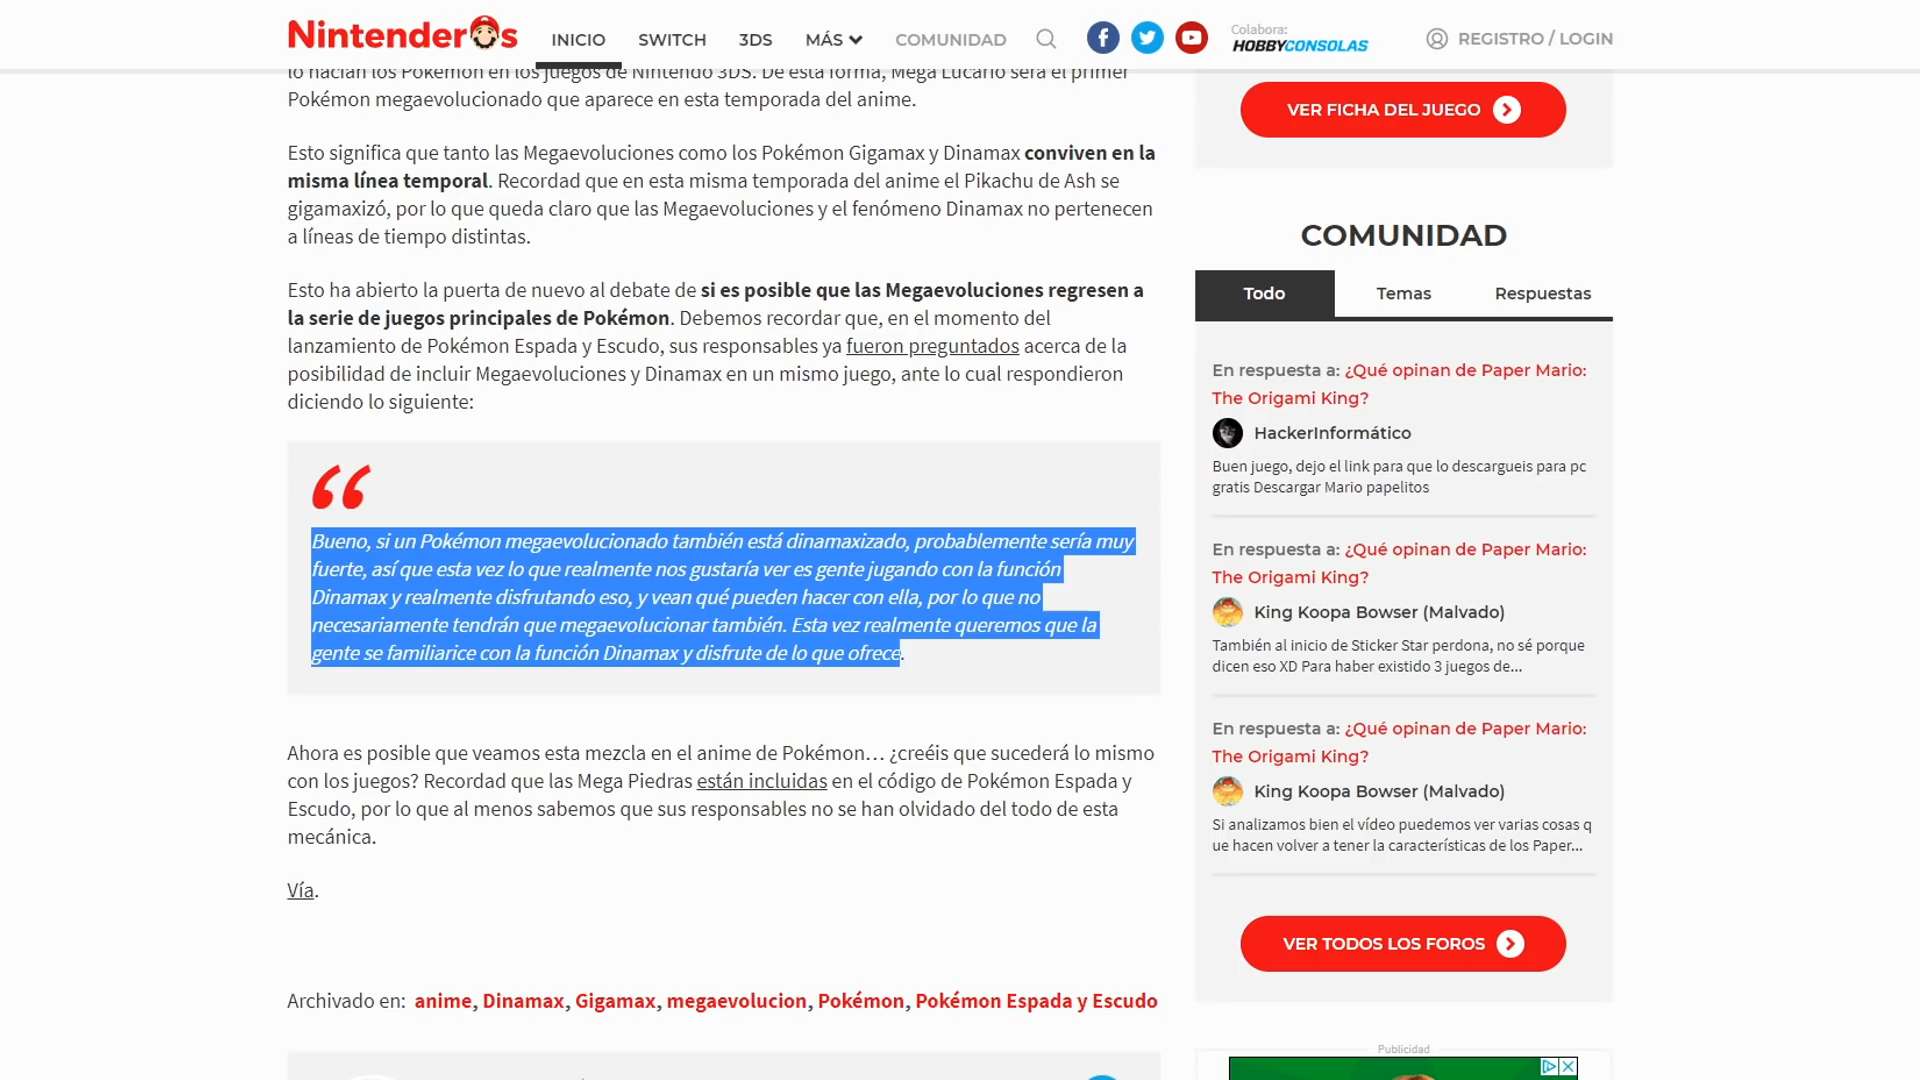 Nintenderos
INICIO
SWITCH
3DS
MÁS
COMUNIDAD
Colabora:
HOBBYCONSOLAS
REGISTRO / LOGIN
lo hacían los Pokémon en los juegos de Nintendo 3DS. De esta forma, Mega Lucario será el primer
Pokémon megaevolucionado que aparece en esta temporada del anime.
Esto significa que tanto las Megaevoluciones como los Pokémon Gigamax y Dinamax conviven en la
misma línea temporal. Recordad que en esta misma temporada del anime el Pikachu de Ash se
gigamaxizó, por lo que queda claro que las Megaevoluciones y el fenómeno Dinamax no pertenecen
a líneas de tiempo distintas.
Esto ha abierto la puerta de nuevo al debate de si es posible que las Megaevoluciones regresen a
la serie de juegos principales de Pokémon. Debemos recordar que, en el momento del
lanzamiento de Pokémon Espada y Escudo, sus responsables ya fueron preguntados acerca de la
posibilidad de incluir Megaevoluciones y Dinamax en un mismo juego, ante lo cual respondieron
diciendo lo siguiente:
“
Bueno, si un Pokémon megaevolucionado también está dinamaxizado, probablemente sería muy
fuerte, así que esta vez lo que realmente nos gustaría ver es gente jugando con la función
Dinamax y realmente disfrutando eso, y vean qué pueden hacer con ella, por lo que no
necesariamente tendrán que megaevolucionar también. Esta vez realmente queremos que la
gente se familiarice con la función Dinamax y disfrute de lo que ofrece.
Ahora es posible que veamos esta mezcla en el anime de Pokémon… ¿creéis que sucederá lo mismo
con los juegos? Recordad que las Mega Piedras están incluidas en el código de Pokémon Espada y
Escudo, por lo que al menos sabemos que sus responsables no se han olvidado del todo de esta
mecánica.
Vía.
Archivado en: anime, Dinamax, Gigamax, megaevolucion, Pokémon, Pokémon Espada y Escudo
VER FICHA DEL JUEGO
COMUNIDAD
Todo
Temas
Respuestas
En respuesta a: ¿Qué opinan de Paper Mario:
The Origami King?
HackerInformático
Buen juego, dejo el link para que lo descargueis para pc
gratis Descargar Mario papelitos
En respuesta a: ¿Qué opinan de Paper Mario:
The Origami King?
King Koopa Bowser (Malvado)
También al inicio de Sticker Star perdona, no sé porque
dicen eso XD Para haber existido 3 juegos de...
En respuesta a: ¿Qué opinan de Paper Mario:
The Origami King?
King Koopa Bowser (Malvado)
Si analizamos bien el vídeo puedemos ver varias cosas q
ue hacen volver a tener la características de los Paper...
VER TODOS LOS FOROS
Publicidad